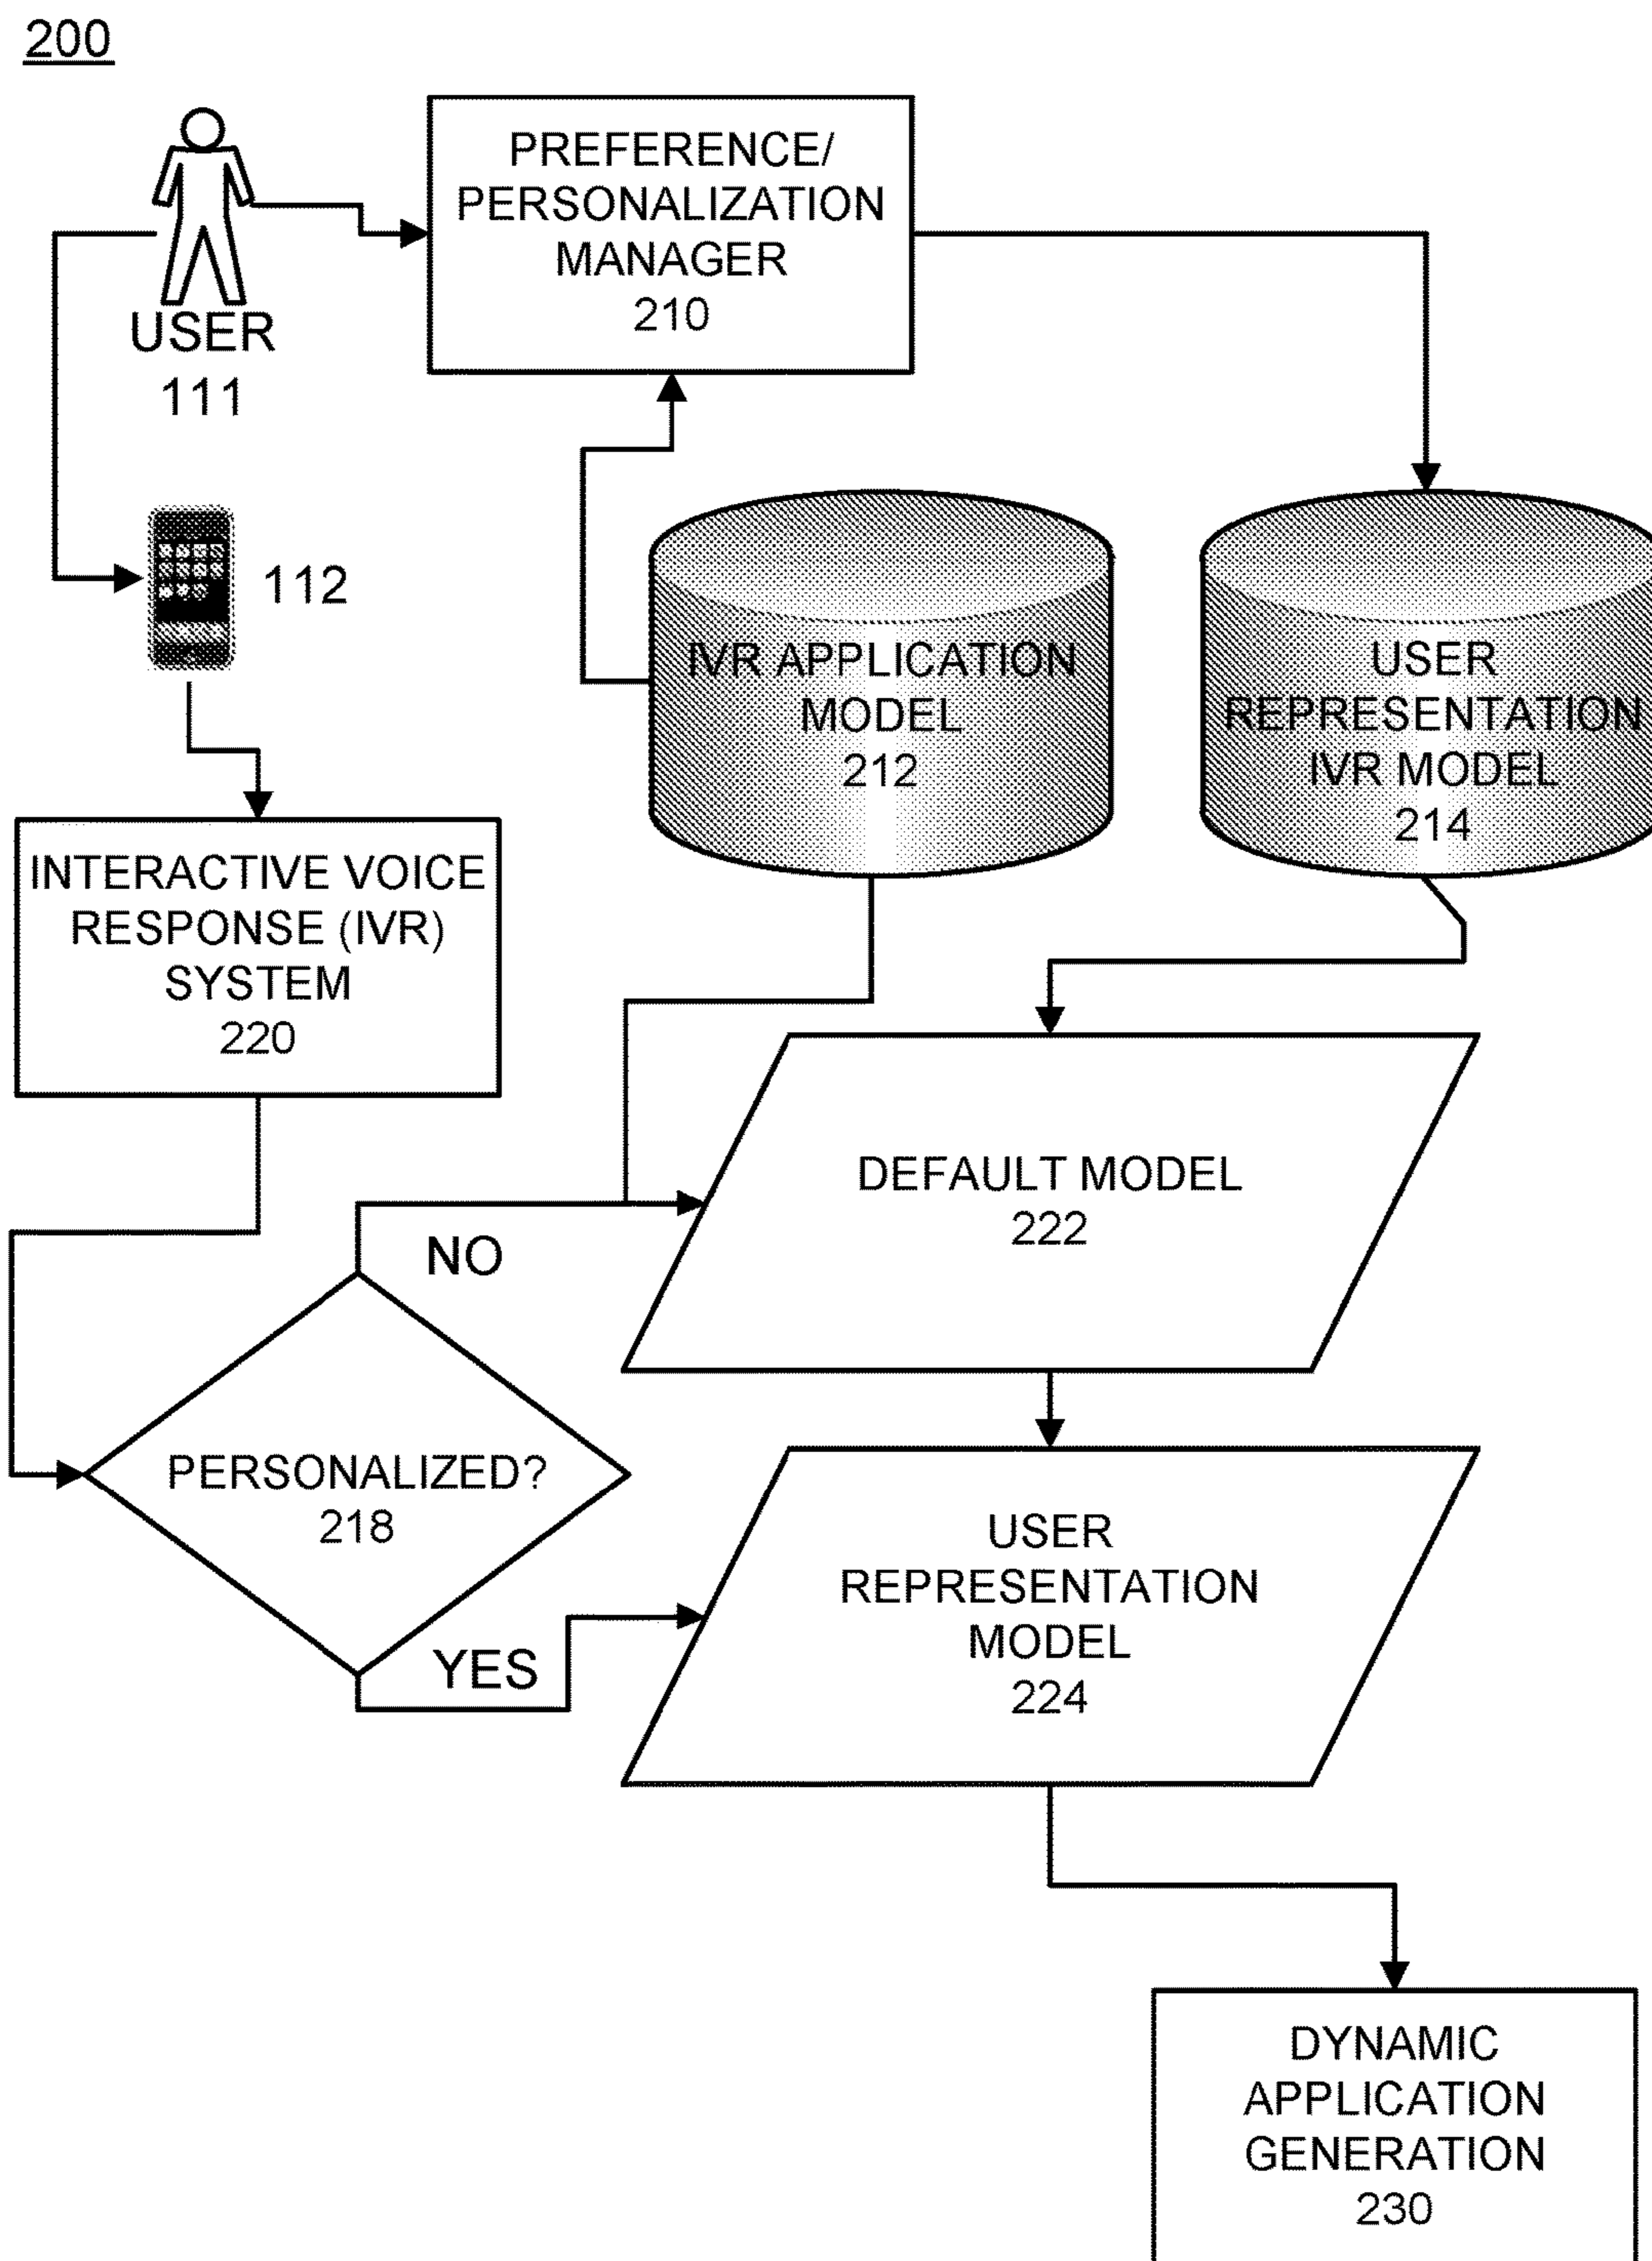 200
PREFERENCE/
PERSONALIZATION
MANAGER
210
USER
111
112
IVR APPLICATION
MODEL
212
USER
REPRESENTATION
IVR MODEL
214
INTERACTIVE VOICE
RESPONSE (IVR)
SYSTEM
220
DEFAULT MODEL
222
NO
PERSONALIZED?
218
YES
USER
REPRESENTATION
MODEL
224
DYNAMIC
APPLICATION
GENERATION
230